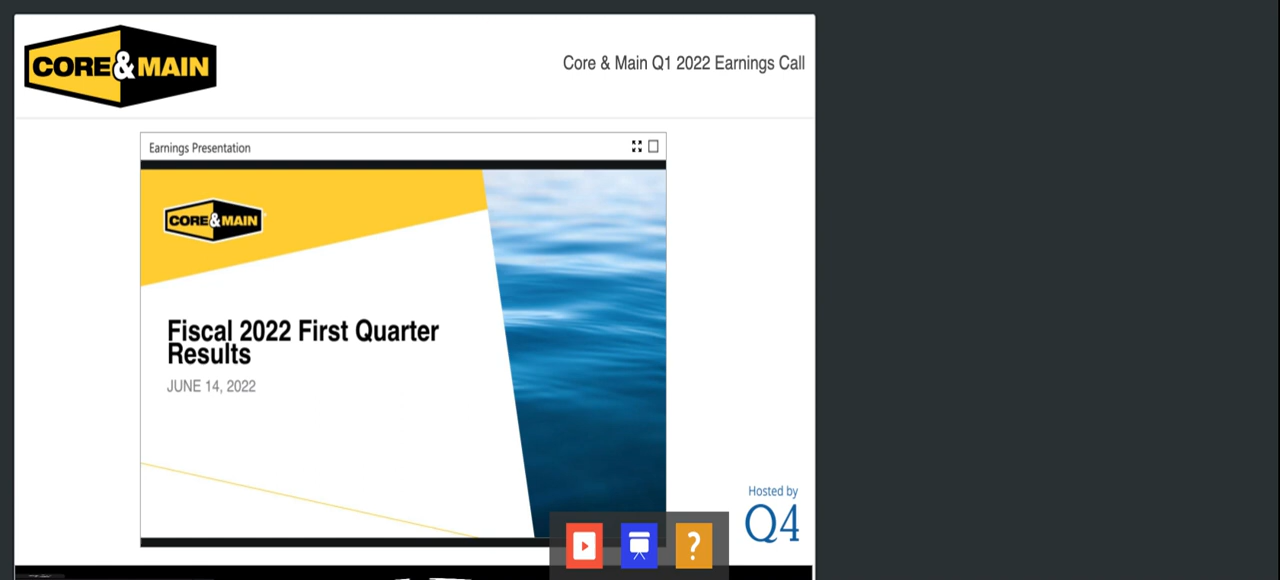 CORE&MAIN
Core & Main Q1 2022 Earnings Call
Earnings Presentation
CORE&MAIN
Fiscal 2022 First Quarter
Results
JUNE 14, 2022
Hosted by
Q4
?